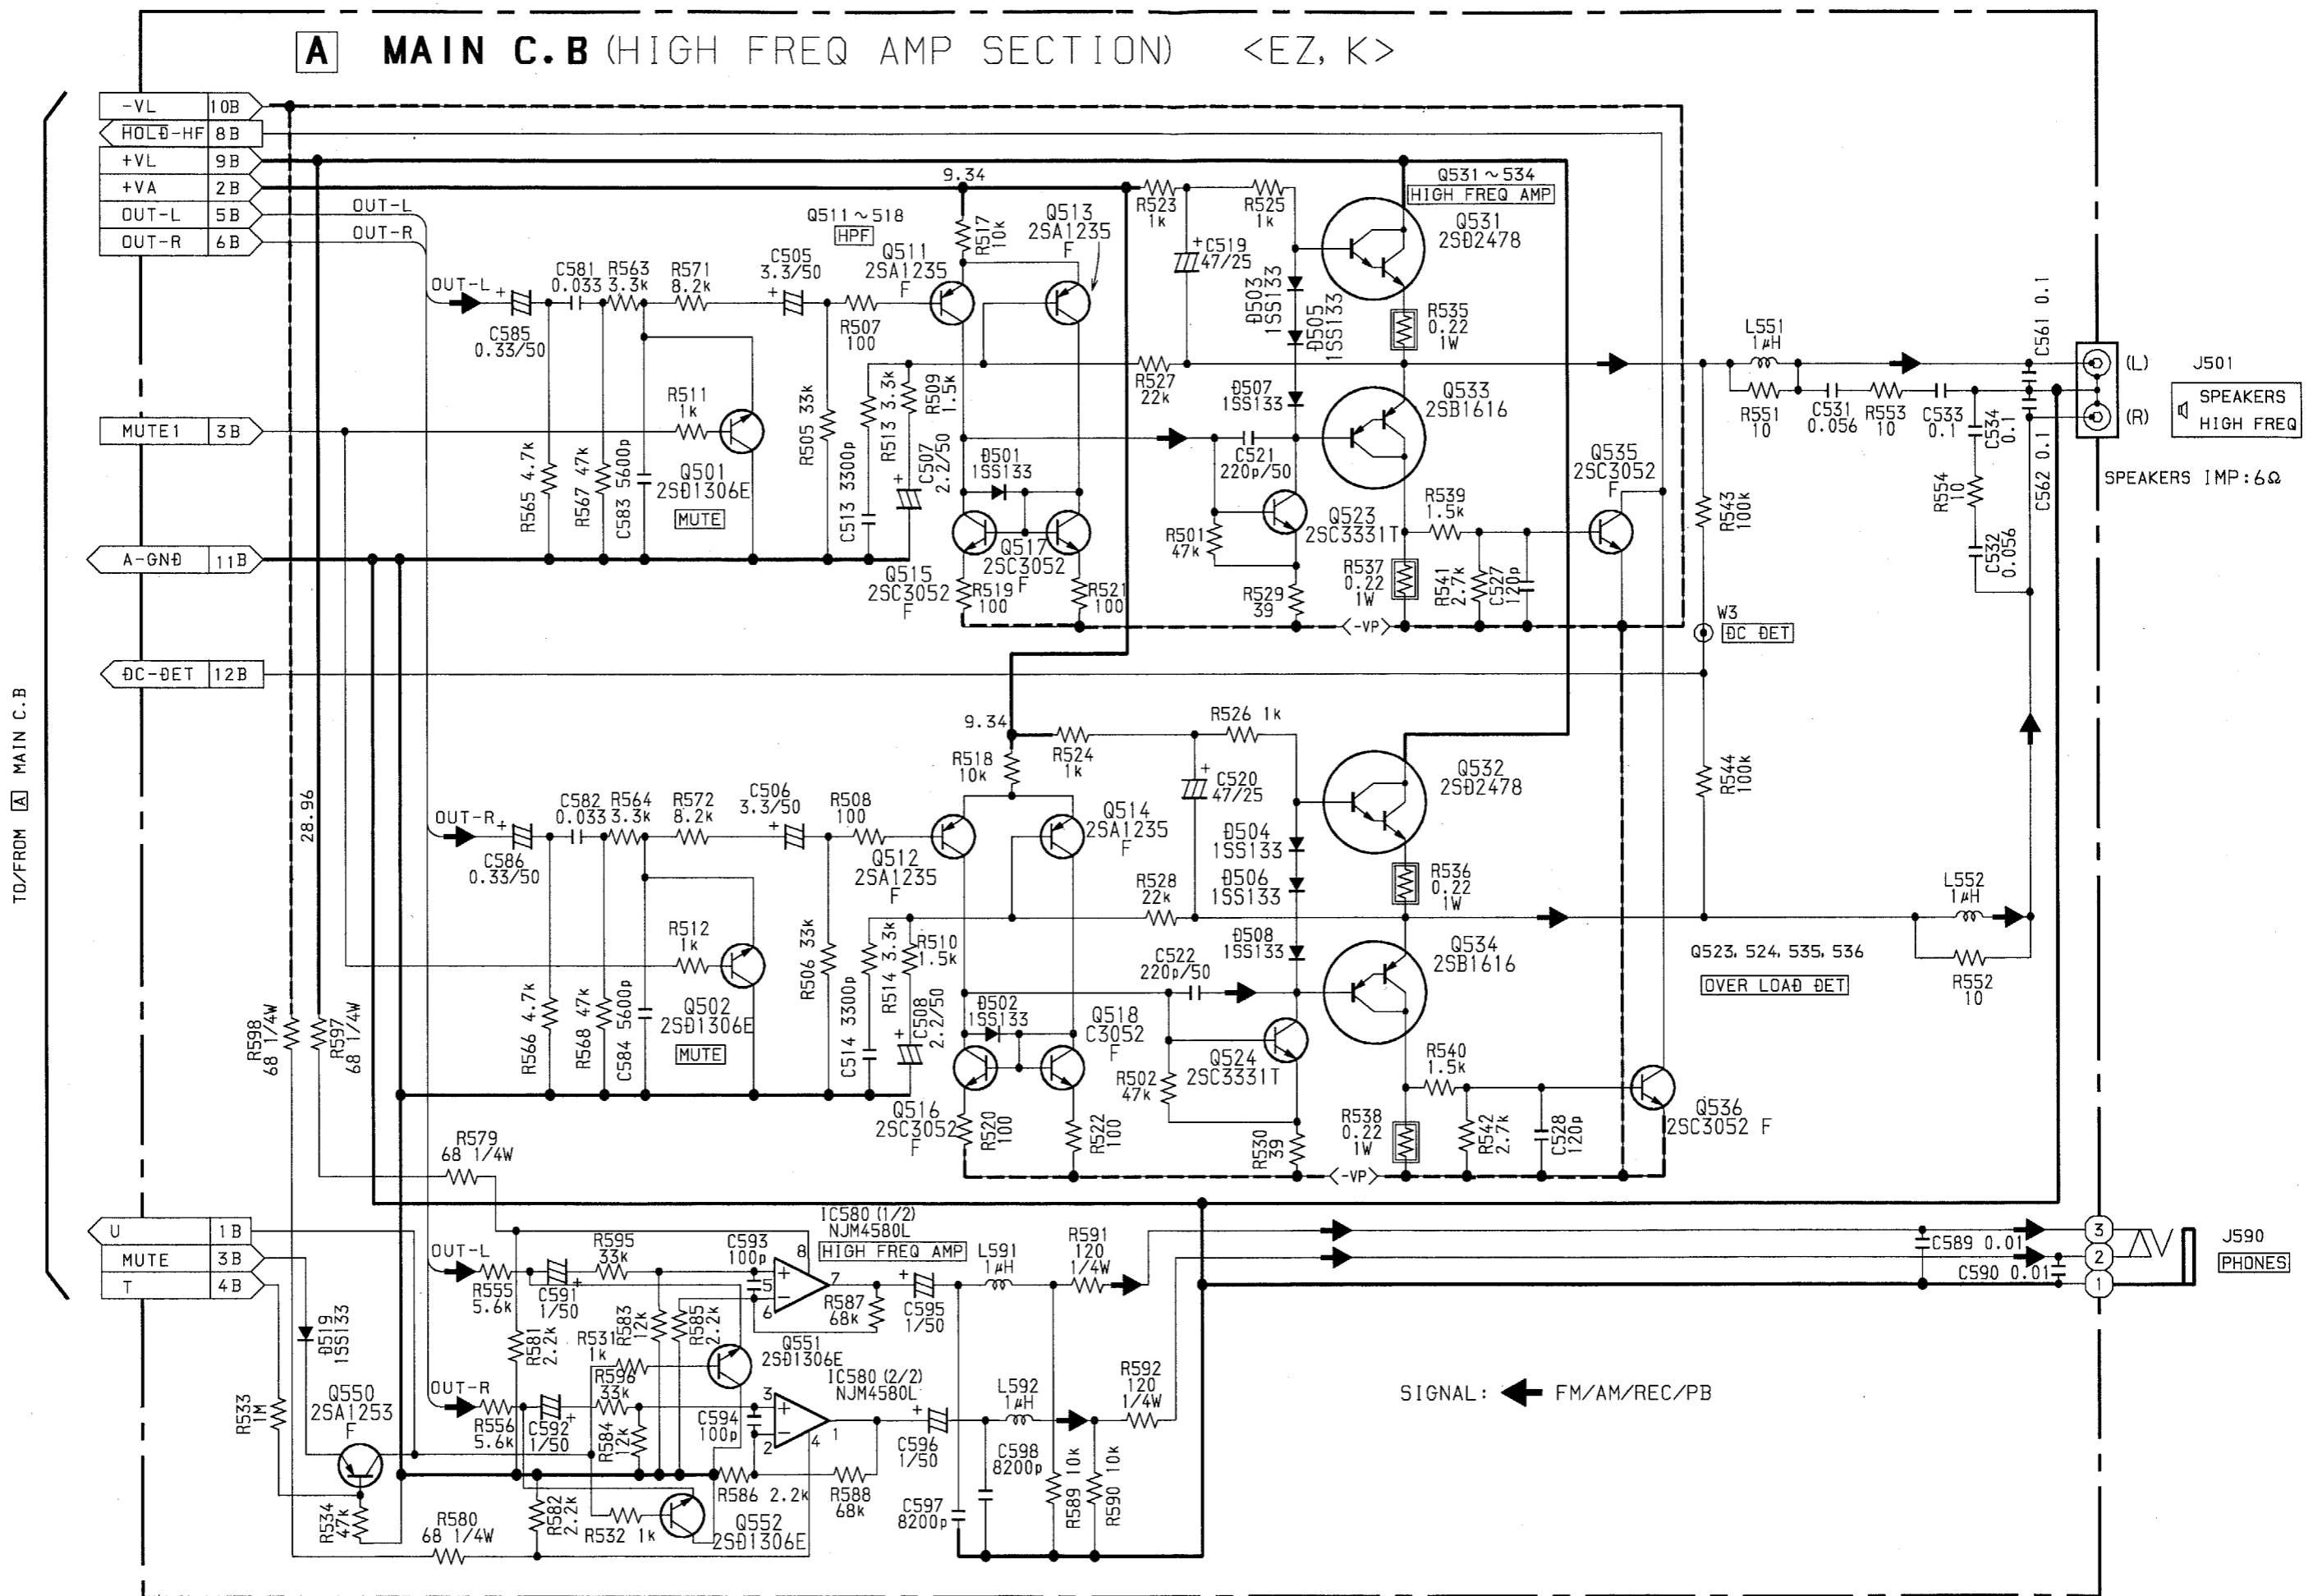 A MAIN C.B (HIGH FREQ AMP SECTION) <EZ, K>
-VL 10B
HOLD-HF 8B
+VL 9B
+VA 2B
OUT-L 5B
OUT-R 6B
MUTE1 3B
A-GND 11B
DC-DET 12B
U 1B
MUTE 3B
T 4B
TO/FROM A MAIN C.B
OUT-L
OUT-R
OUT-L
C585
0.33/50
C581
0.033
R563
3.3k
R571
8.2k
C505
3.3/50
Q511~518
HPF
Q511
2SA1235
F
9.34
R517
10k
Q513
2SA1235
F
R523
1k
R525
1k
C519
47/25
Q531~534
HIGH FREQ AMP
Q531
2SD2478
D503
1SS133
D505
1SS133
R535
0.22
1W
R507
100
R511
1k
Q501
2SD1306E
MUTE
R565 4.7k
R567 47k
C583 5600p
R505 33k
C513 3300p
R513 3.3k
R509
1.5k
C507
2.2/50
D501
1SS133
R527
22k
D507
1SS133
Q533
2SB1616
C521
220p/50
R501
47k
Q523
2SC3331T
R529
39
Q515
2SC3052
F
Q517
2SC3052
F
R519
100
R521
100
R537
0.22
1W
<-VP>
R539
1.5k
R541
2.7k
C527
120p
Q535
2SC3052
F
L551
1μH
R551
10
C531
0.056
R553
10
C533
0.1
C534
0.1
R554
10
C532
0.056
C561 0.1
C562 0.1
(L)
(R)
J501
SPEAKERS
HIGH FREQ
SPEAKERS IMP:6Ω
R543
100k
W3
DC DET
R544
100k
28.96
OUT-R
C586
0.33/50
C582
0.033
R564
3.3k
R572
8.2k
C506
3.3/50
R508
100
Q512
2SA1235
F
9.34
R518
10k
R524
1k
R526 1k
C520
47/25
Q514
2SA1235
F
Q532
2SD2478
D504
1SS133
D506
1SS133
R536
0.22
1W
R528
22k
D508
1SS133
Q534
2SB1616
R512
1k
Q502
2SD1306E
MUTE
R566 4.7k
R568 47k
C584 5600p
R506 33k
C514 3300p
R514 3.3k
R510
1.5k
C508
2.2/50
D502
1SS133
Q518
C3052
F
C522
220p/50
Q524
2SC3331T
R502
47k
R530
39
Q516
2SC3052
F
R520
100
R522
100
R538
0.22
1W
<-VP>
R540
1.5k
R542
2.7k
C528
120p
Q536
2SC3052 F
Q523, 524, 535, 536
OVER LOAD DET
L552
1μH
R552
10
R598
68 1/4W
R597
68 1/4W
R579
68 1/4W
OUT-L
R555
5.6k
C591
1/50
R595
33k
C593
100p
IC580 (1/2)
NJM4580L
HIGH FREQ AMP
8
5
6
7
R587
68k
C595
1/50
L591
1μH
R591
120
1/4W
C589 0.01
C590 0.01
3
2
1
J590
PHONES
R581
2.2k
R583
12k
R585
2.2k
R531
1k
Q551
2SD1306E
IC580 (2/2)
NJM4580L
D519
1SS133
R533
1M
Q550
2SA1253
F
R534
47k
OUT-R
R556
5.6k
C592
1/50
R596
33k
R584
12k
C594
100p
3
2
4
1
C596
1/50
L592
1μH
R592
120
1/4W
R586 2.2k
R588
68k
C598
8200p
C597
8200p
R589 10k
R590 10k
R580
68 1/4W
R582
2.2k
R532 1k
Q552
2SD1306E
SIGNAL: FM/AM/REC/PB